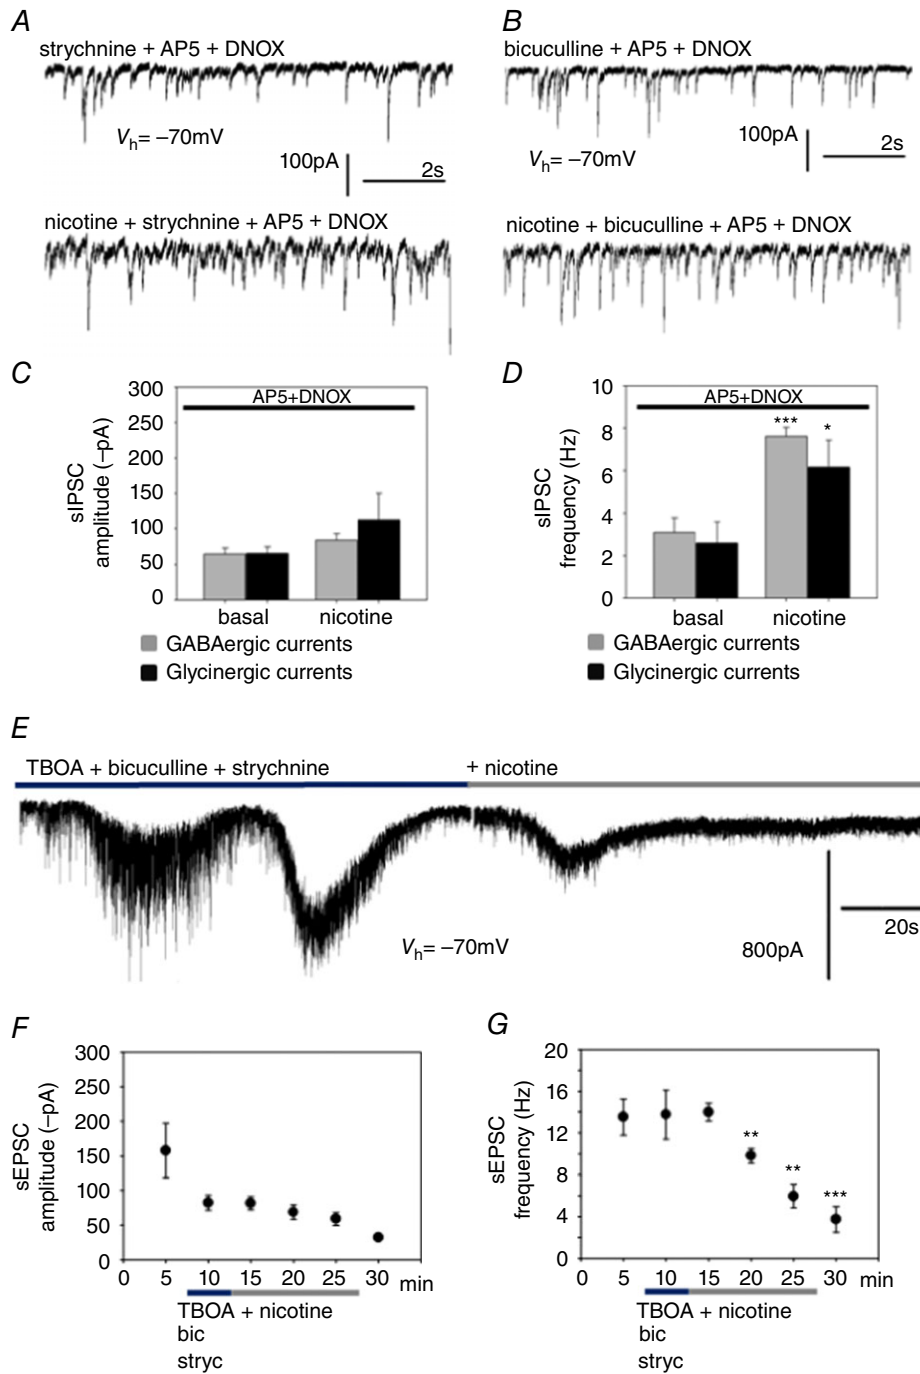 A
strychnine + AP5 + DNOX
Vh= –70mV
100pA
2s
nicotine + strychnine + AP5 + DNOX
B
bicuculline + AP5 + DNOX
Vh= –70mV
100pA
2s
nicotine + bicuculline + AP5 + DNOX
C
sIPSC
amplitude (–pA)
300
250
200
150
100
50
0
AP5+DNOX
basal
nicotine
GABAergic currents
Glycinergic currents
D
sIPSC
frequency (Hz)
10
8
6
4
2
0
AP5+DNOX
***
*
basal
nicotine
GABAergic currents
Glycinergic currents
E
TBOA + bicuculline + strychnine
+ nicotine
Vh= –70mV
800pA
20s
F
sEPSC
amplitude (–pA)
300
250
200
150
100
50
0
0 5 10 15 20 25 30 min
TBOA + nicotine
bic
stryc
G
sEPSC
frequency (Hz)
20
16
12
8
4
0
**
**
***
0 5 10 15 20 25 30 min
TBOA + nicotine
bic
stryc